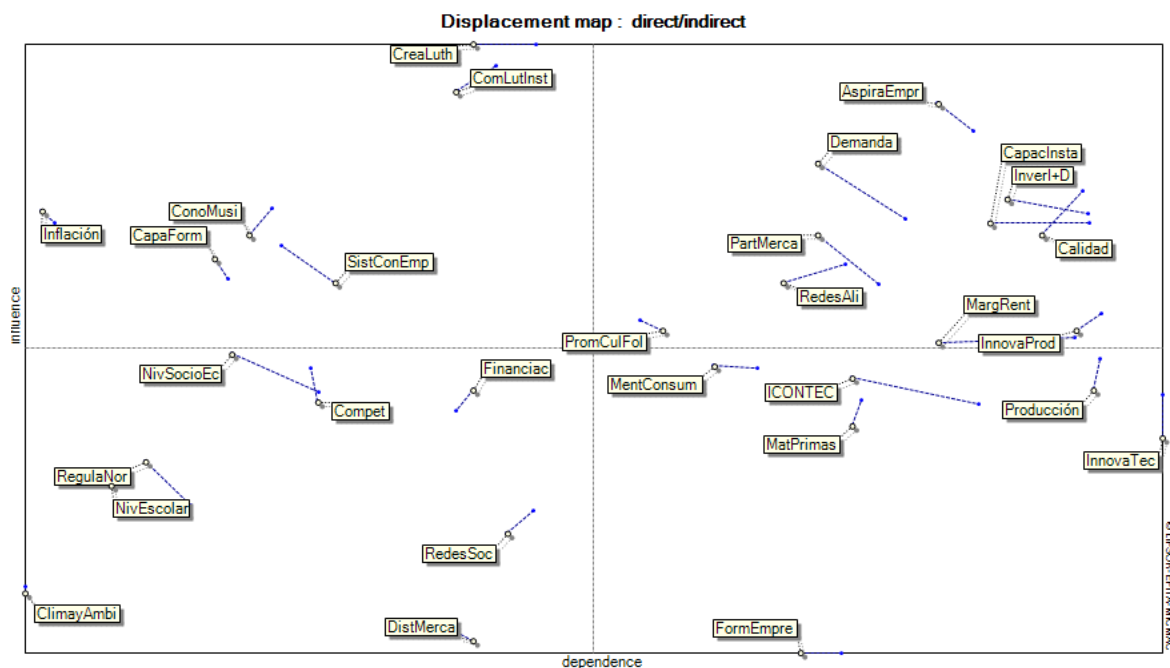 Displacement map : direct/indirect
CreaLuth
ComLutInst
AspiraEmpr
Demanda
CapacInsta
InverI+D
ConoMusi
Inflación
CapaForm
PartMerca
Calidad
SistConEmp
RedesAli
MargRent
influence
PromCulFol
InnovaProd
NivSocioEc
Financiac
MentConsum
ICONTEC
Compet
Producción
MatPrimas
InnovaTec
RegulaNor
NivEscolar
RedesSoc
ClimayAmbi
DistMerca
FormEmpre
dependence